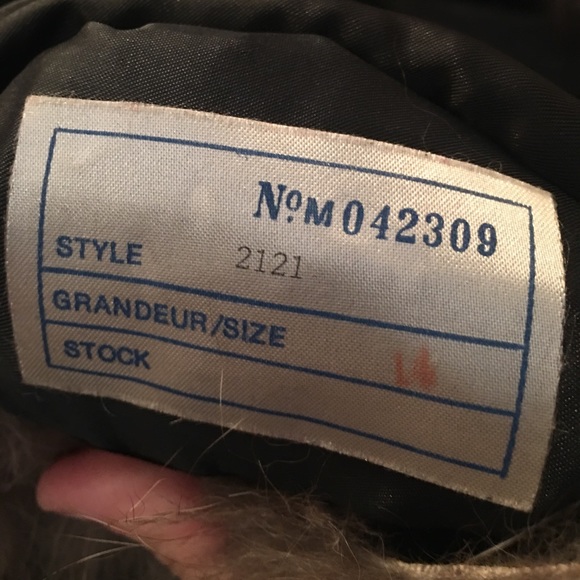 NºM042309
STYLE 2121
GRANDEUR/SIZE 14
STOCK